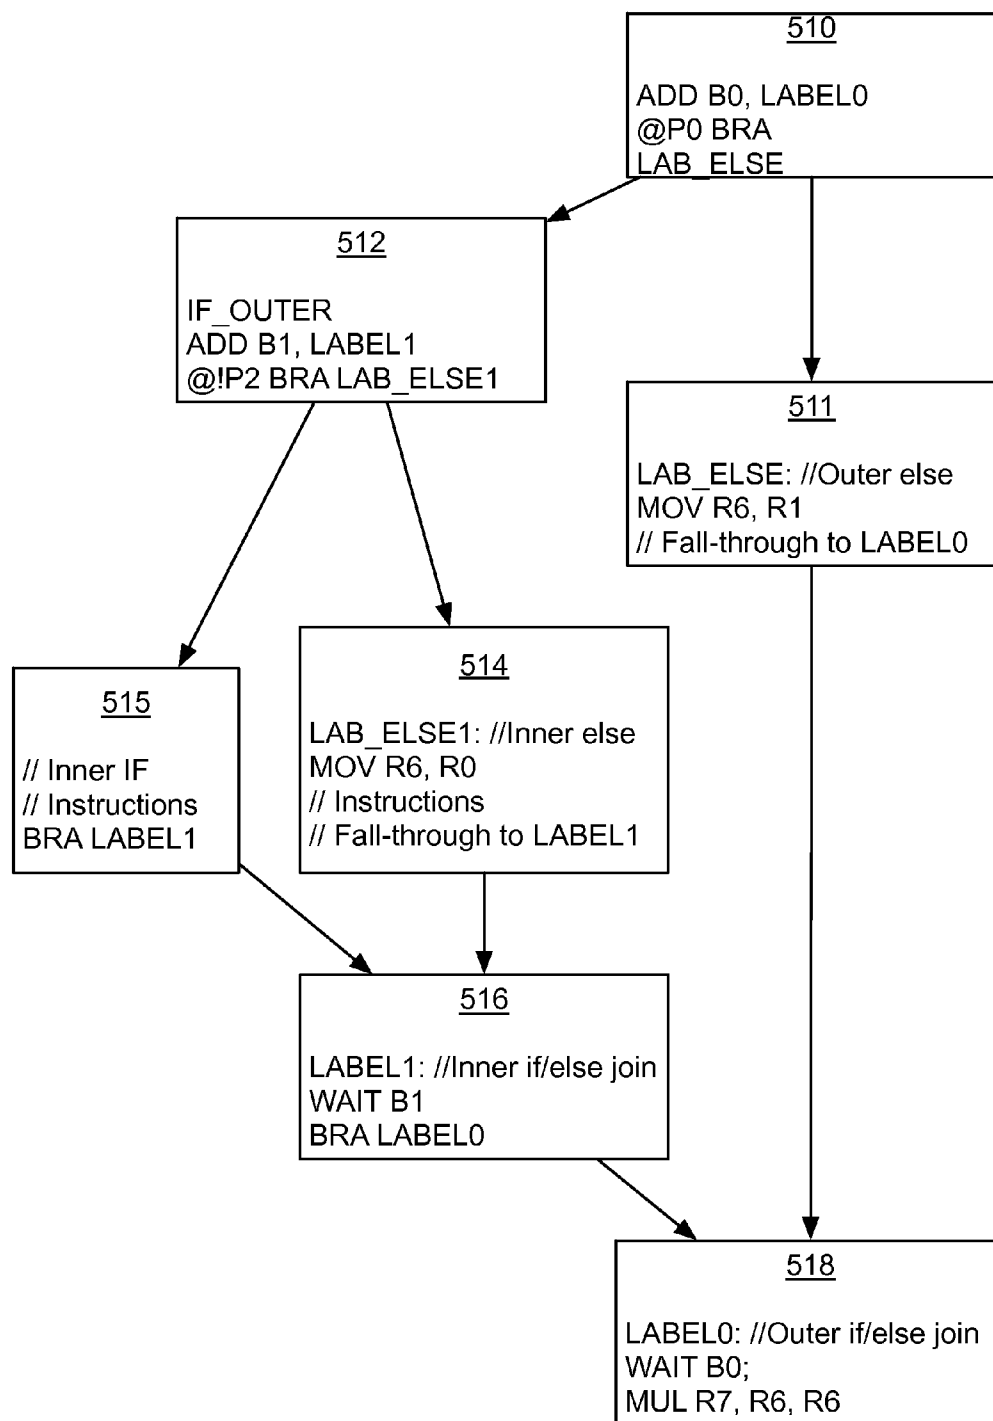 510
ADD B0, LABEL0
@P0 BRA
LAB_ELSE
512
IF_OUTER
ADD B1, LABEL1
@!P2 BRA LAB_ELSE1
511
LAB_ELSE: //Outer else
MOV R6, R1
// Fall-through to LABEL0
515
// Inner IF
// Instructions
BRA LABEL1
514
LAB_ELSE1: //Inner else
MOV R6, R0
// Instructions
// Fall-through to LABEL1
516
LABEL1: //Inner if/else join
WAIT B1
BRA LABEL0
518
LABEL0: //Outer if/else join
WAIT B0;
MUL R7, R6, R6